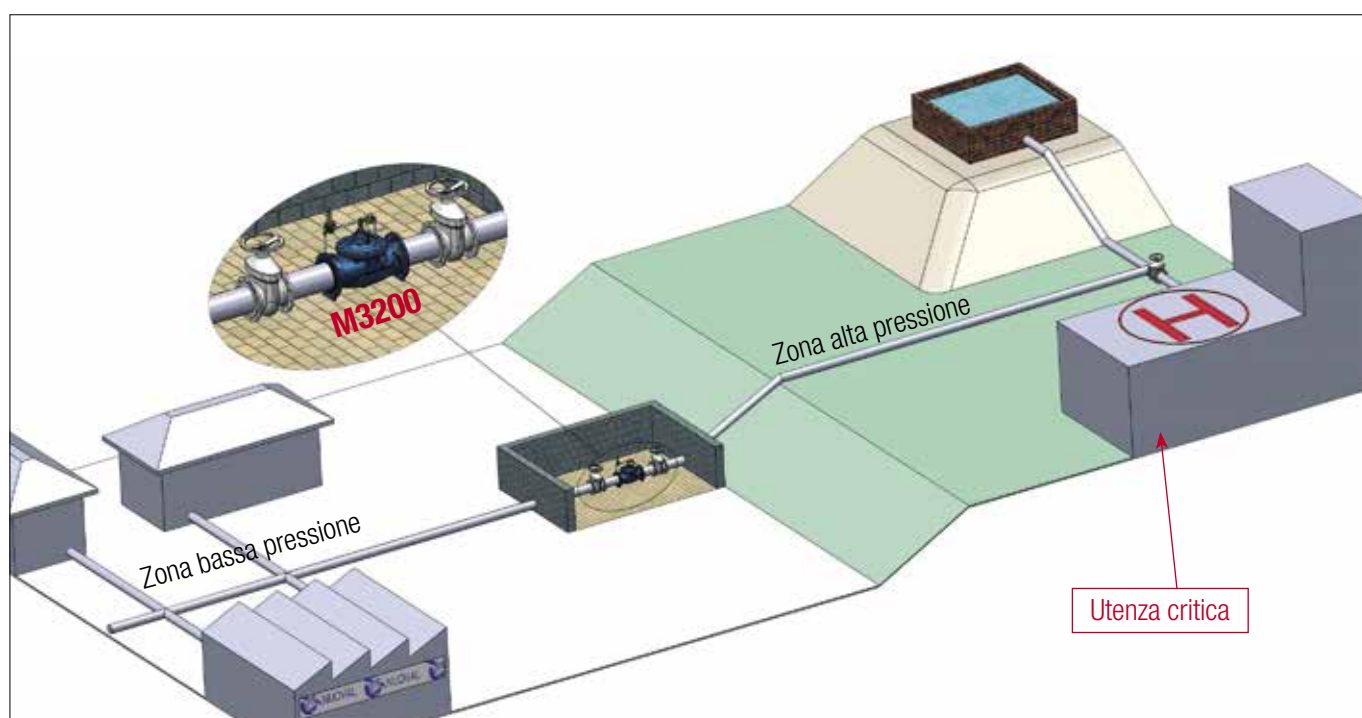 M3200
Zona alta pressione
H
Zona bassa pressione
Utenza critica